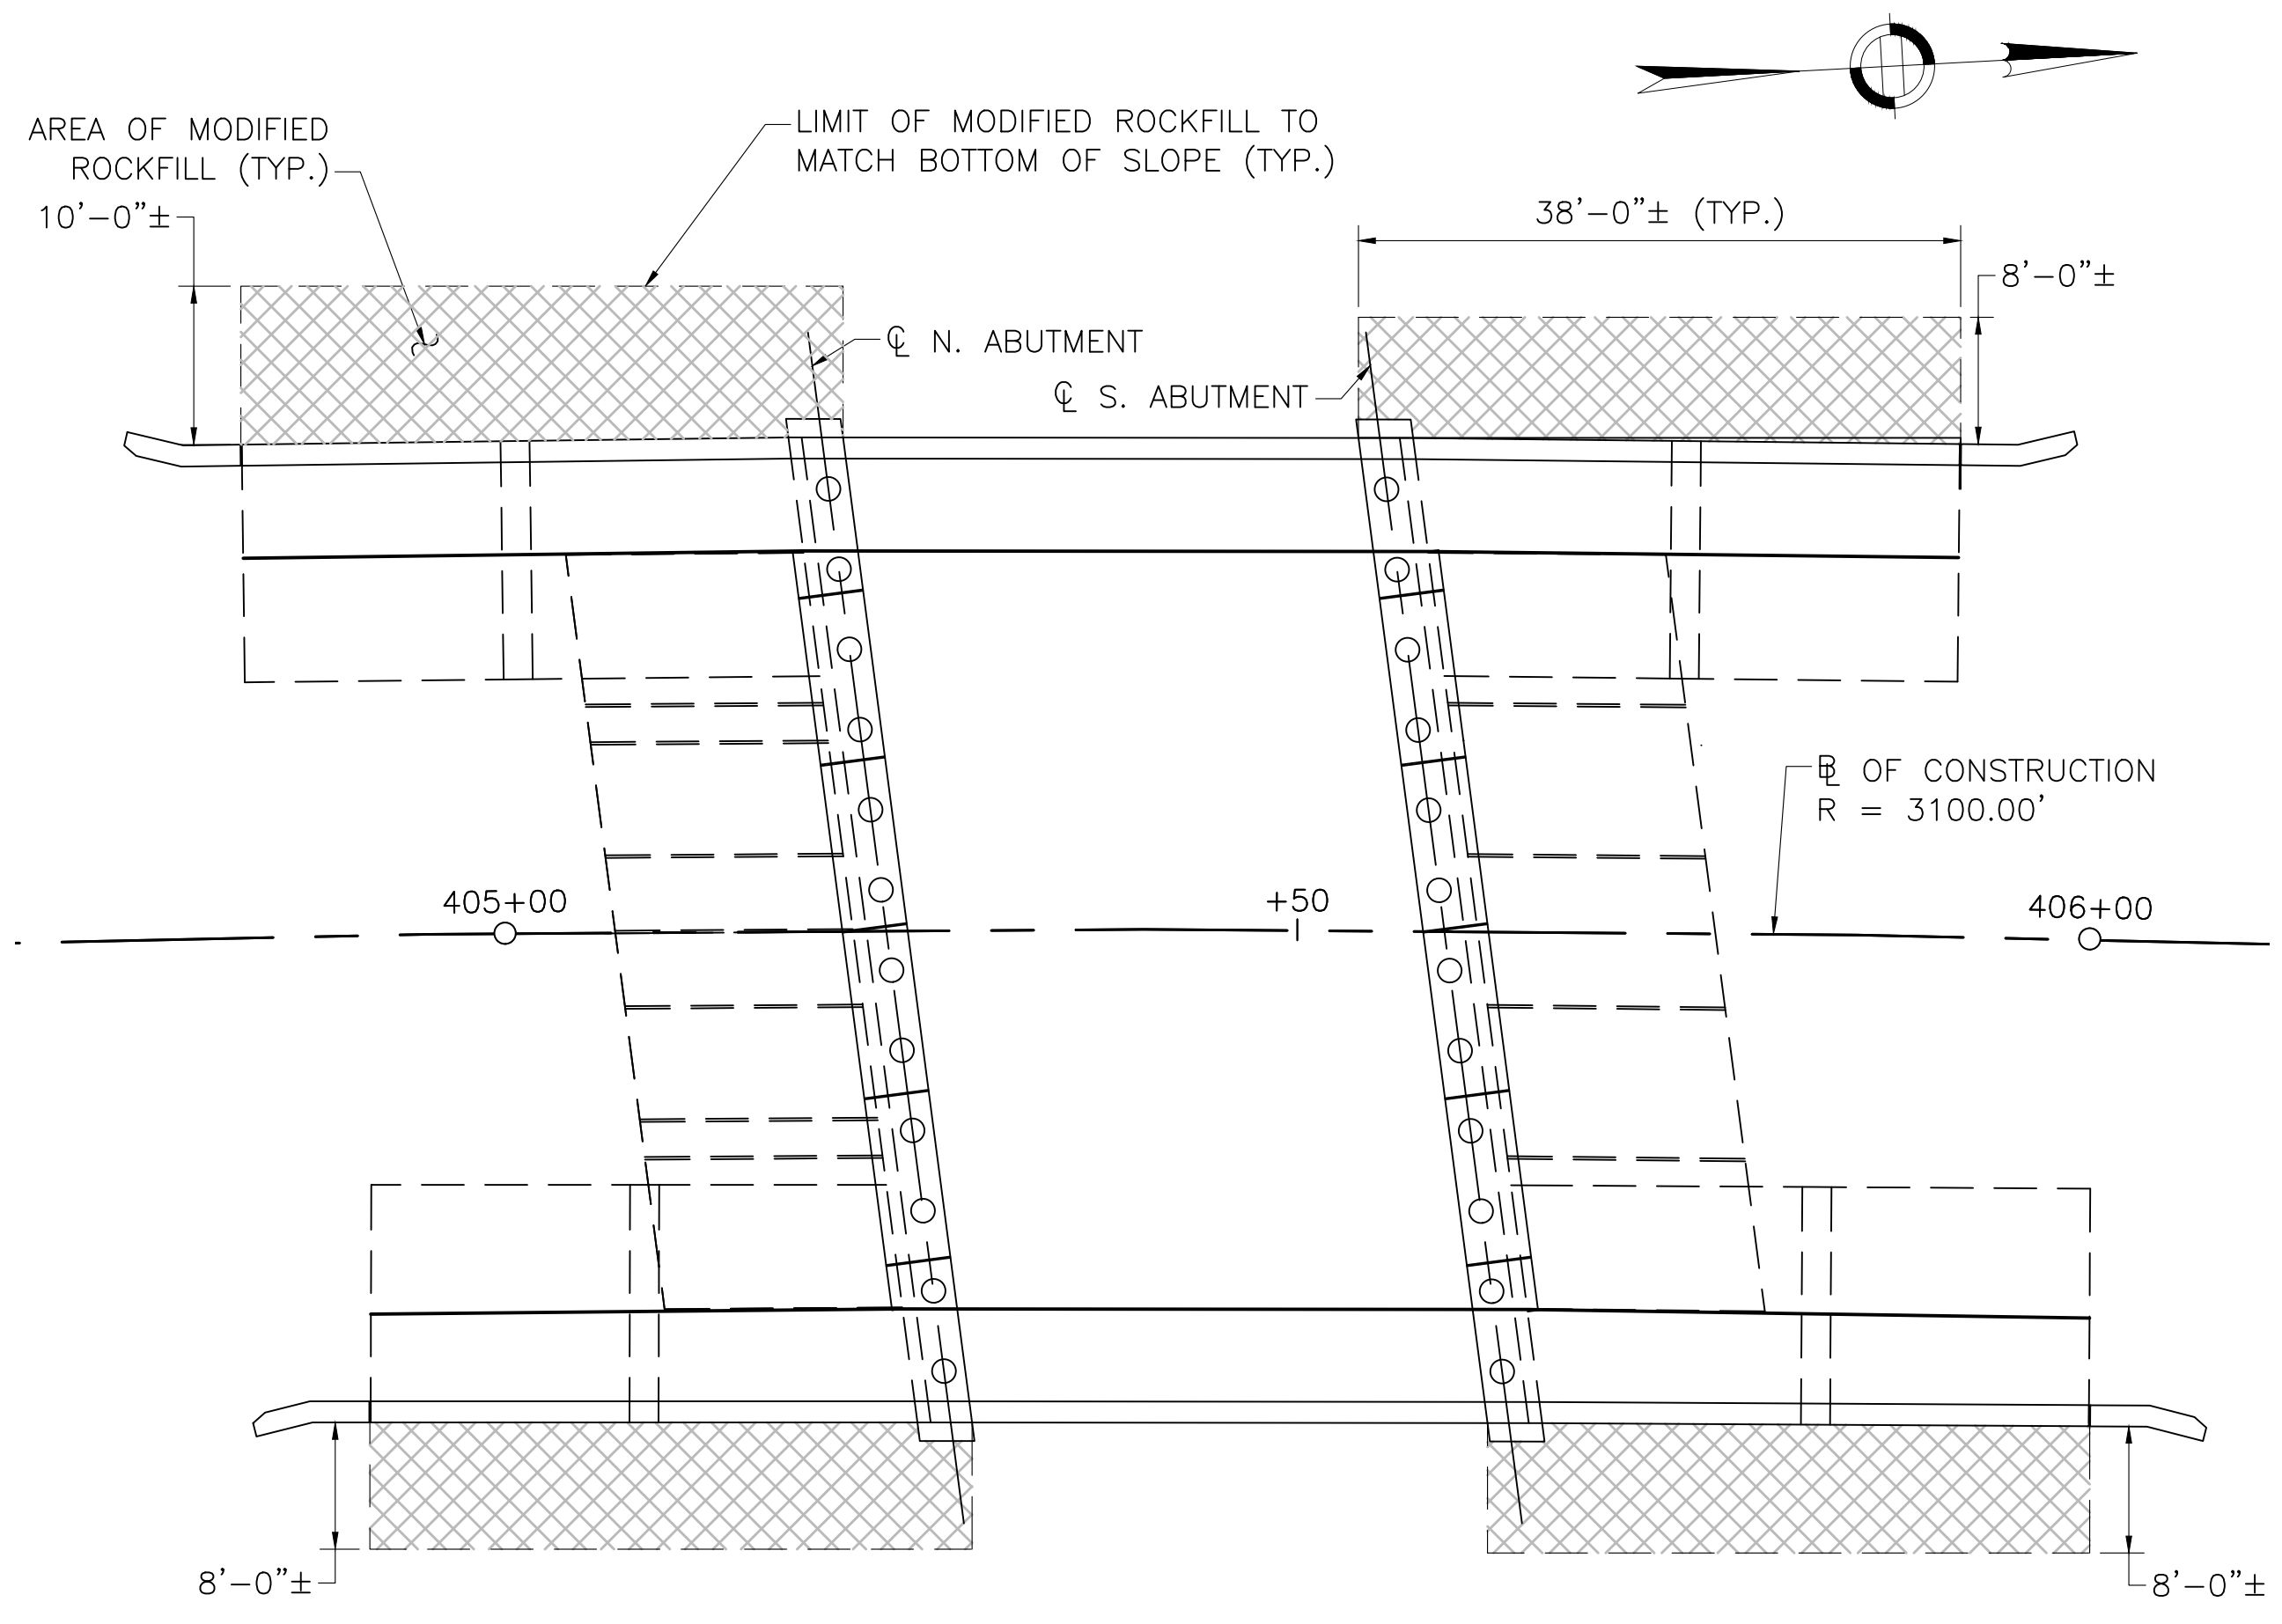 AREA OF MODIFIED
ROCKFILL (TYP.)
10'-0"±
LIMIT OF MODIFIED ROCKFILL TO
MATCH BOTTOM OF SLOPE (TYP.)
38'-0"± (TYP.)
8'-0"±
℄ N. ABUTMENT
℄ S. ABUTMENT
BL OF CONSTRUCTION
R = 3100.00'
405+00
+50
406+00
8'-0"±
8'-0"±